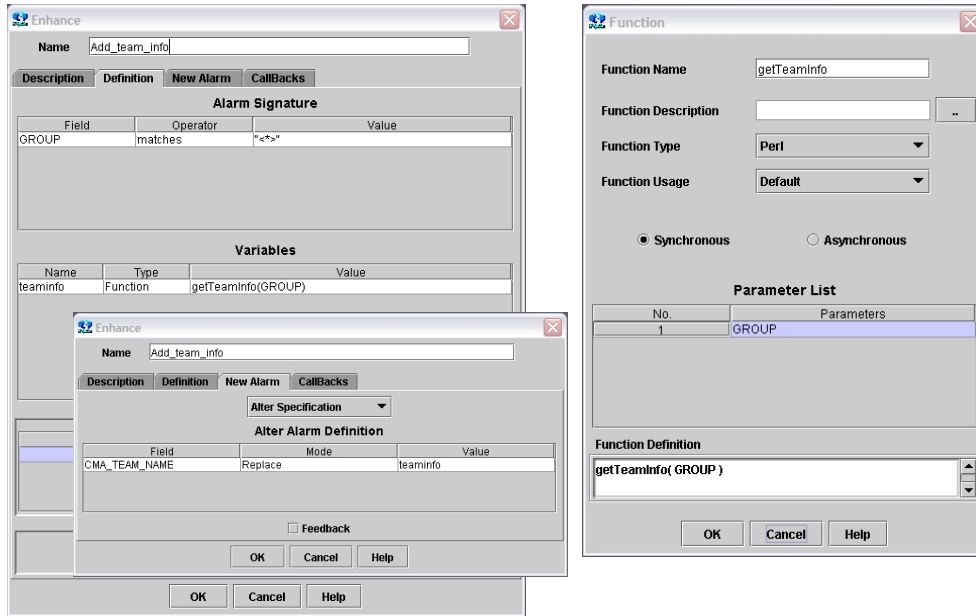 Enhance
Name Add_team_info
Description Definition New Alarm CallBacks
Alarm Signature
Field Operator Value
GROUP matches "<*>"
Variables
Name Type Value
teaminfo Function getTeamInfo(GROUP)
OK Cancel Help
Enhance
Name Add_team_info
Description Definition New Alarm CallBacks
Alter Specification
Alter Alarm Definition
Field Mode Value
CMA_TEAM_NAME Replace teaminfo
Feedback
OK Cancel Help
Function
Function Name getTeamInfo
Function Description ..
Function Type Perl
Function Usage Default
Synchronous Asynchronous
Parameter List
No. Parameters
1 GROUP
Function Definition
getTeamInfo( GROUP )
OK Cancel Help